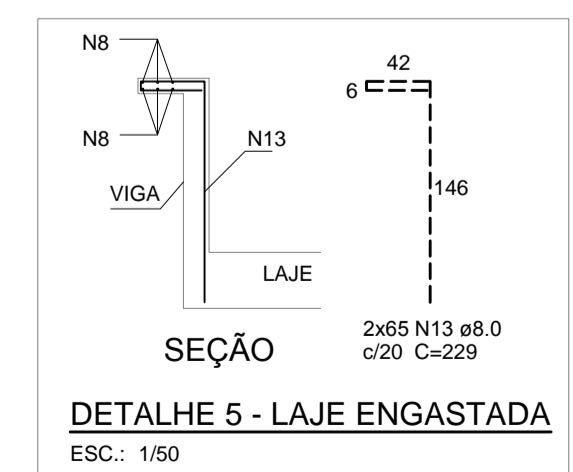 N8
42
6
N8
N13
VIGA
146
LAJE
2x65 N13 ø8.0
c/20 C=229
SEÇÃO
DETALHE 5 - LAJE ENGASTADA
ESC.: 1/50